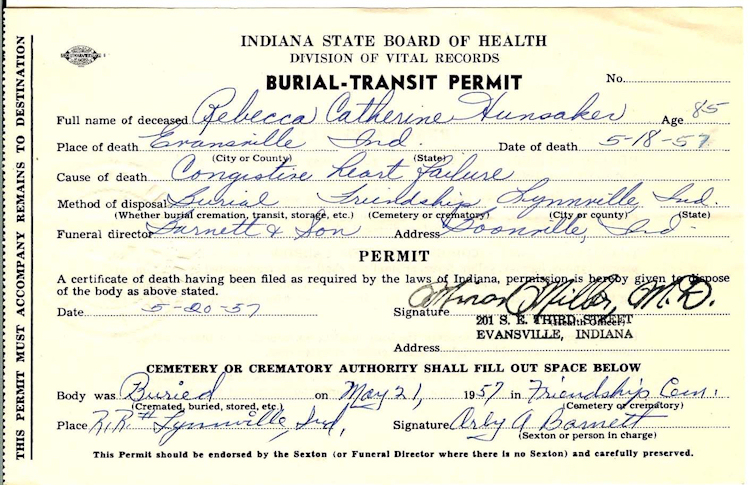 INDIANA STATE BOARD OF HEALTH
DIVISION OF VITAL RECORDS
BURIAL-TRANSIT PERMIT
No.
Full name of deceased Rebecca Catherine Hunsaker Age 85
Place of death Evansville Ind. Date of death 5-18-57
(City or County) (State)
Cause of death Congistive heart failure
Method of disposal Burial Friendship Lynnville, Ind.
(Whether burial cremation, transit, storage, etc.) (Cemetery or crematory) (City or county) (State)
Funeral director Barnett & Son Address Boonville, Ind.
PERMIT
A certificate of death having been filed as required by the laws of Indiana, permission is hereby given to dispose
of the body as above stated.
Date 5-20-57 Signature Miller, M.D.
(Health Officer)
201 S. E. THIRD STREET
EVANSVILLE, INDIANA
Address
CEMETERY OR CREMATORY AUTHORITY SHALL FILL OUT SPACE BELOW
Body was Buried on May 21, 1957 in Friendship Cem.
(Cremated, buried, stored, etc.) (Cemetery or crematory)
Place R.R.# Lynnville, Ind. Signature Orby A Barnett
(Sexton or person in charge)
This Permit should be endorsed by the Sexton (or Funeral Director where there is no Sexton) and carefully preserved.
THIS PERMIT MUST ACCOMPANY REMAINS TO DESTINATION